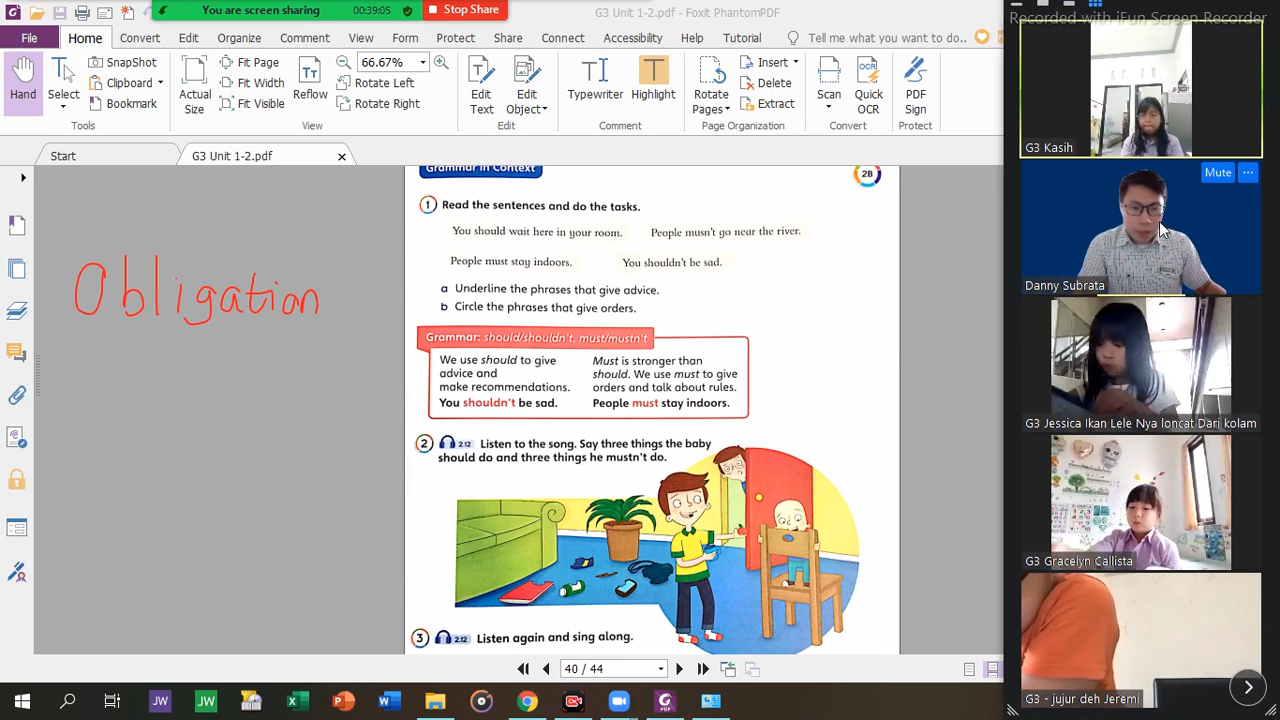 You are screen sharing
00:39:05
Stop Share
G3 Unit 1-2.pdf - Foxit PhantomPDF
Recorded with iFun Screen Recorder
File
Home
Convert
Edit
Comment
View
Form
Protect
Share
Connect
Accessibility
Help
Tutorial
Tell me what you want to do..
Hand
Select
SnapShot
Clipboard
Bookmark
Tools
Actual
Size
Fit Page
Fit Width
Fit Visible
Reflow
66.67%
Rotate Left
Rotate Right
View
Edit
Text
Edit
Object
Edit
Typewriter
Highlight
Comment
Rotate
Pages
Insert
Delete
Extract
Page Organization
Scan
Quick
OCR
Convert
PDF
Sign
Protect
Start
G3 Unit 1-2.pdf
Obligation
Grammar in Context
2B
1 Read the sentences and do the tasks.
You should wait here in your room.
People musn't go near the river.
People must stay indoors.
You shouldn't be sad.
a Underline the phrases that give advice.
b Circle the phrases that give orders.
Grammar: should/shouldn't, must/mustn't
We use should to give
advice and
make recommendations.
You shouldn't be sad.
Must is stronger than
should. We use must to give
orders and talk about rules.
People must stay indoors.
2 2.12 Listen to the song. Say three things the baby
should do and three things he mustn't do.
3 2.12 Listen again and sing along.
40 / 44
G3 Kasih
Mute
Danny Subrata
G3 Jessica Ikan Lele Nya loncat Dari kolam
G3 Gracelyn Callista
G3 - jujur deh Jeremi
JW
JW